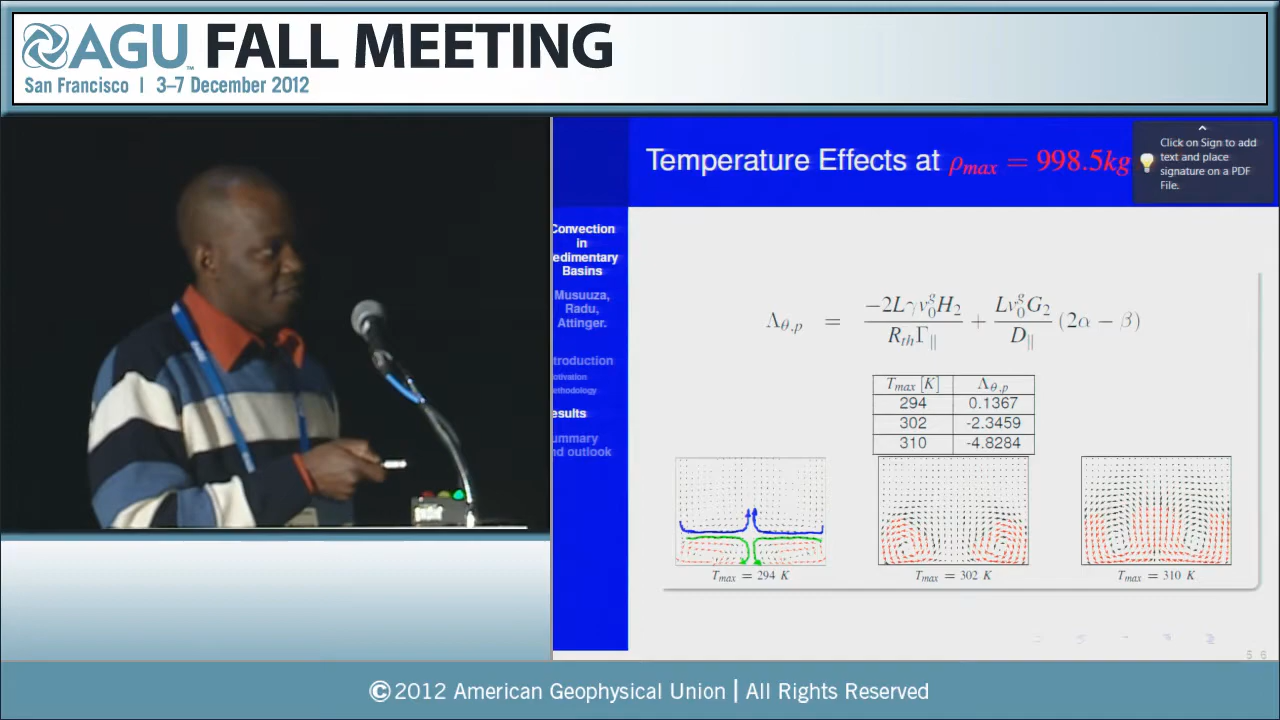 AGU FALL MEETING
San Francisco | 3–7 December 2012
Temperature Effects at ρmax = 998.5kg
Click on Sign to add
text and place
signature on a PDF
File.
Convection
in
edimentary
Basins
Musuuza,
Radu,
Attinger.
troduction
otivation
ethodology
esults
ummary
nd outlook
Λθ,p = −2Lγv₀ᵍH₂ / RthΓ∥ + Lv₀ᵍG₂ / D∥ (2α − β)
Tmax [K] Λθ,p
294 0.1367
302 -2.3459
310 -4.8284
Tmax = 294 K
Tmax = 302 K
Tmax = 310 K
©2012 American Geophysical Union | All Rights Reserved